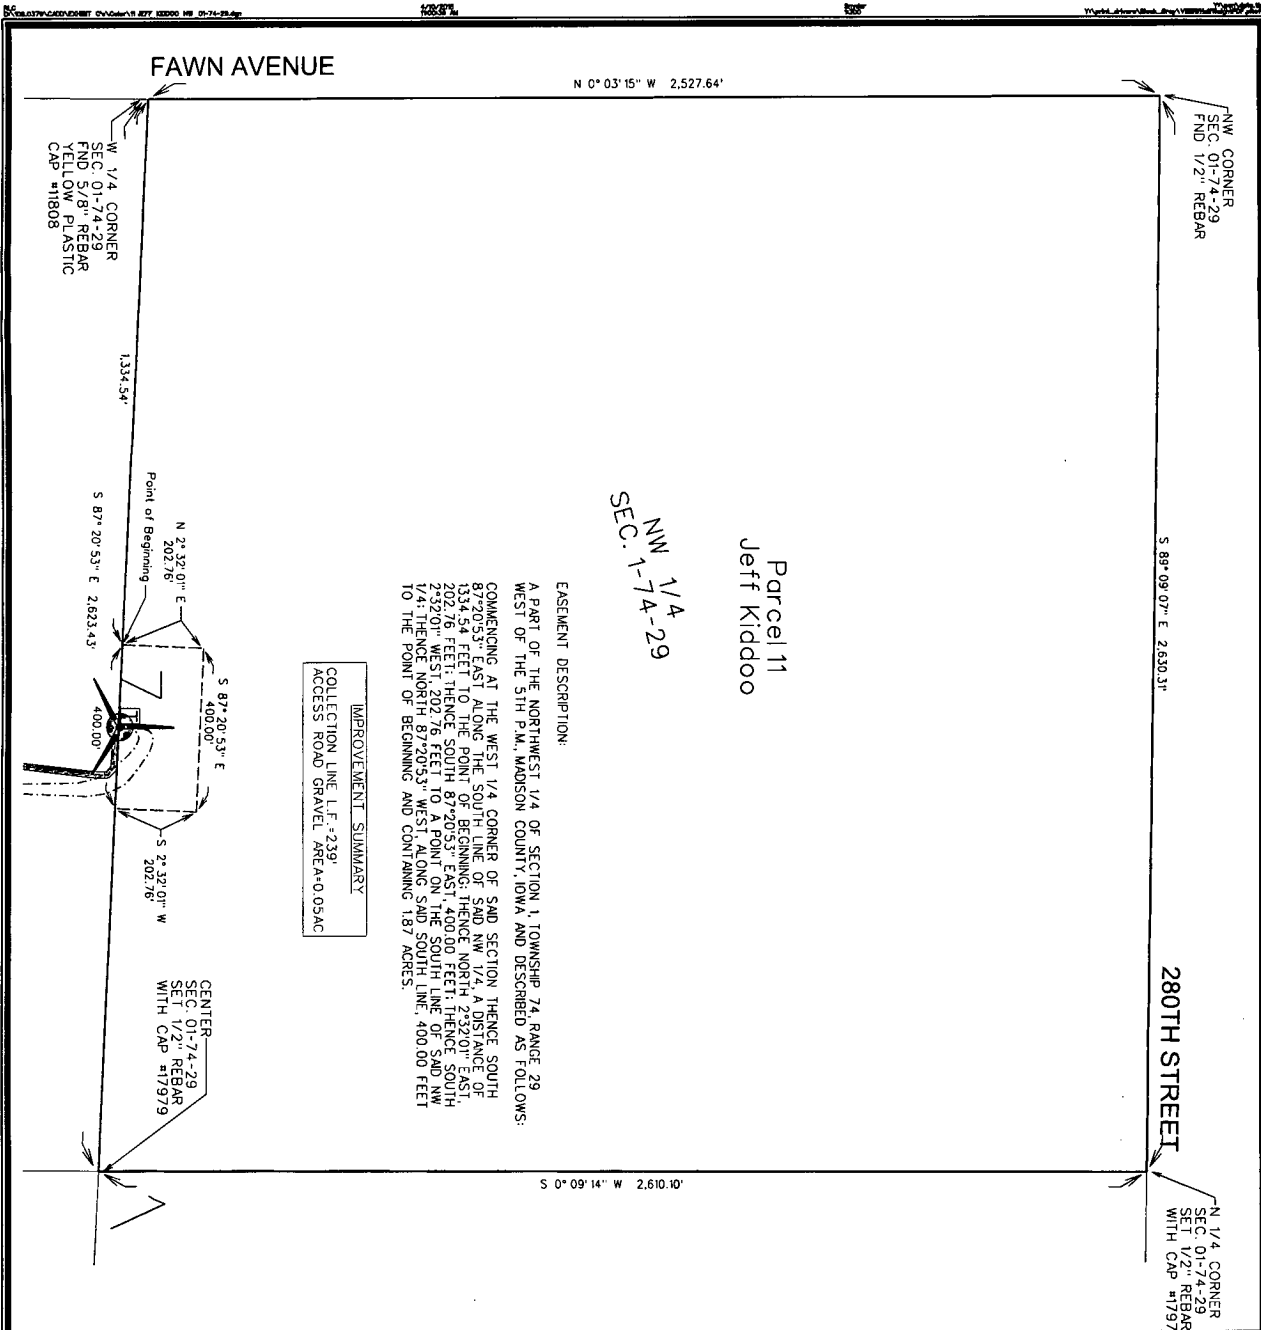 FAWN AVENUE
N 0° 03' 15" W 2,527.64'
NW CORNER
SEC. 01-74-29
FND 1/2" REBAR
W 1/4 CORNER
SEC. 01-74-29
FND 5/8" REBAR
YELLOW PLASTIC
CAP #11808
S 89° 09' 07" E 2,630.31'
280TH STREET
Parcel 11
Jeff Kiddoo
NW 1/4
SEC. 1-74-29
EASEMENT DESCRIPTION:
A PART OF THE NORTHWEST 1/4 OF SECTION 1, TOWNSHIP 74, RANGE 29
WEST OF THE 5TH P.M., MADISON COUNTY, IOWA AND DESCRIBED AS FOLLOWS:
COMMENCING AT THE WEST 1/4 CORNER OF SAID SECTION THENCE SOUTH
87°20'53" EAST ALONG THE SOUTH LINE OF SAID NW 1/4, A DISTANCE OF
1334.54 FEET TO THE POINT OF BEGINNING; THENCE NORTH 2°32'01" EAST,
202.76 FEET; THENCE SOUTH 87°20'53" EAST, 400.00 FEET; THENCE SOUTH
2°32'01" WEST, 202.76 FEET TO A POINT ON THE SOUTH LINE OF SAID NW
1/4; THENCE NORTH 87°20'53" WEST, ALONG SAID SOUTH LINE, 400.00 FEET
TO THE POINT OF BEGINNING AND CONTAINING 1.87 ACRES.
IMPROVEMENT SUMMARY
COLLECTION LINE L.F.=239'
ACCESS ROAD GRAVEL AREA=0.05AC
1,334.54'
Point of Beginning
N 2° 32' 01" E
202.76'
S 87° 20' 53" E 2,623.43'
S 87° 20' 53" E
400.00'
400.00'
S 2° 32' 01" W
202.76'
CENTER
SEC. 01-74-29
SET 1/2" REBAR
WITH CAP #17979
S 0° 09' 14" W 2,610.10'
N 1/4 CORNER
SEC. 01-74-29
SET 1/2" REBAR
WITH CAP #1797